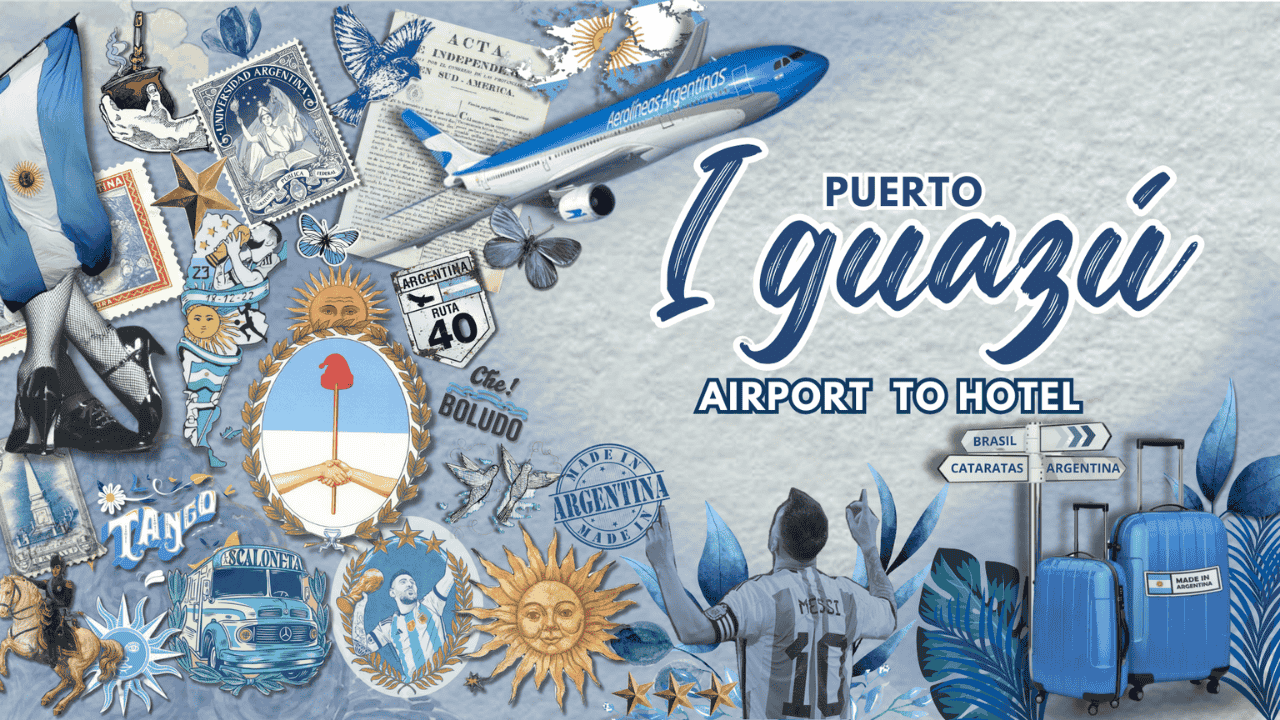 UNIVERSIDAD ARGENTINA
ACTA
EN SUD-AMERICA.
Aerolíneas Argentinas
PUERTO
Iguazú
AIRPORT TO HOTEL
23
ARGENTINA
RUTA
40
Che!
BOLUDO
MADE IN
ARGENTINA
MADE IN
TANGO
#SCALONETA
MESSI
10
BRASIL
CATARATAS
ARGENTINA
MADE IN
ARGENTINA